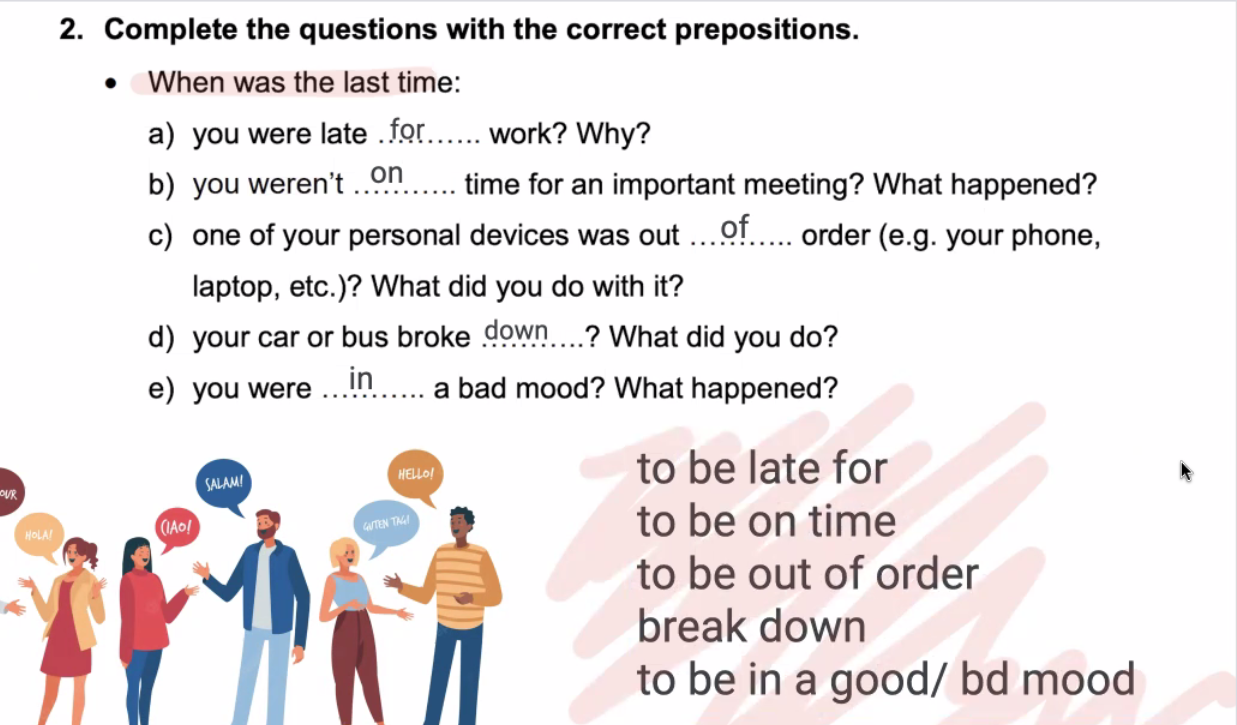 2. Complete the questions with the correct prepositions.
• When was the last time:
a) you were late ..for...... work? Why?
b) you weren't ...on....... time for an important meeting? What happened?
c) one of your personal devices was out ...of..... order (e.g. your phone,
laptop, etc.)? What did you do with it?
d) your car or bus broke down....? What did you do?
e) you were ...in...... a bad mood? What happened?
OUR
HOLA!
CIAO!
SALAM!
GUTEN TAG!
HELLO!
to be late for
to be on time
to be out of order
break down
to be in a good/ bd mood